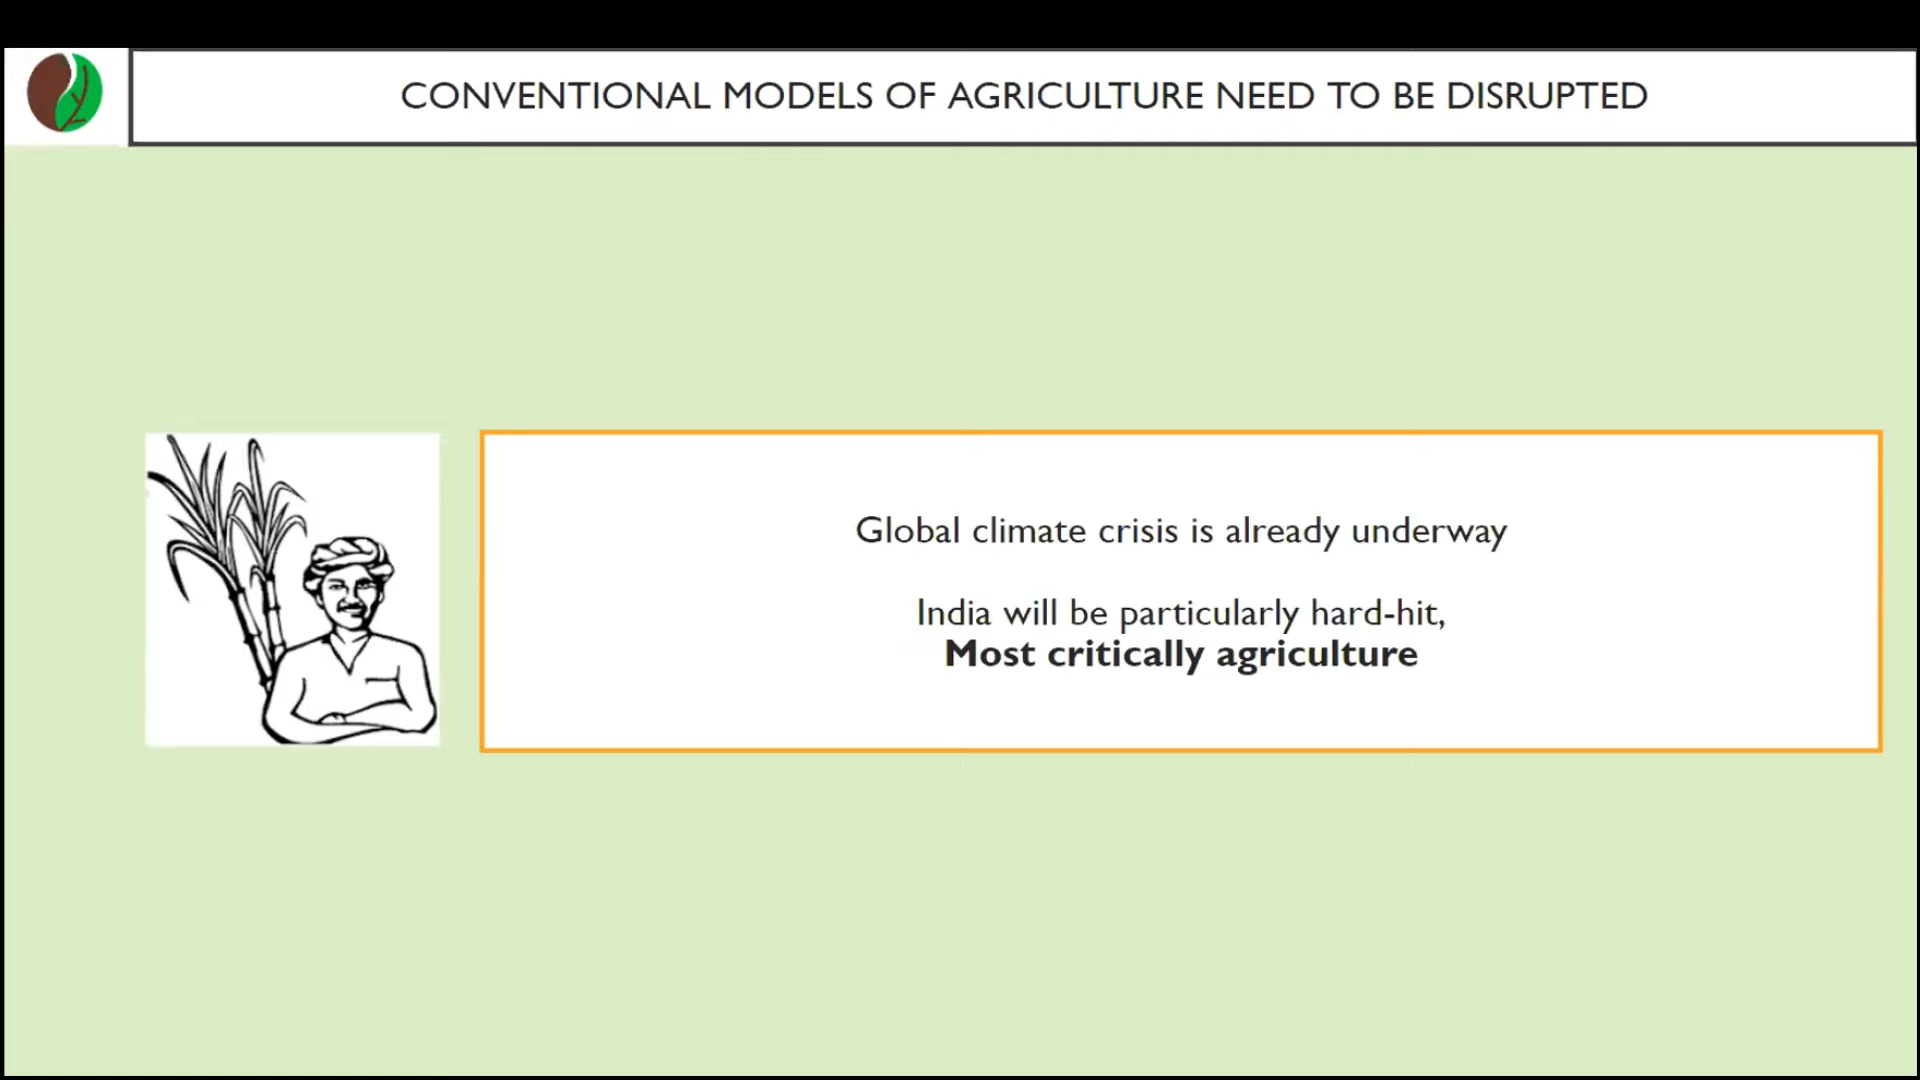 CONVENTIONAL MODELS OF AGRICULTURE NEED TO BE DISRUPTED
Global climate crisis is already underway
India will be particularly hard-hit,
Most critically agriculture